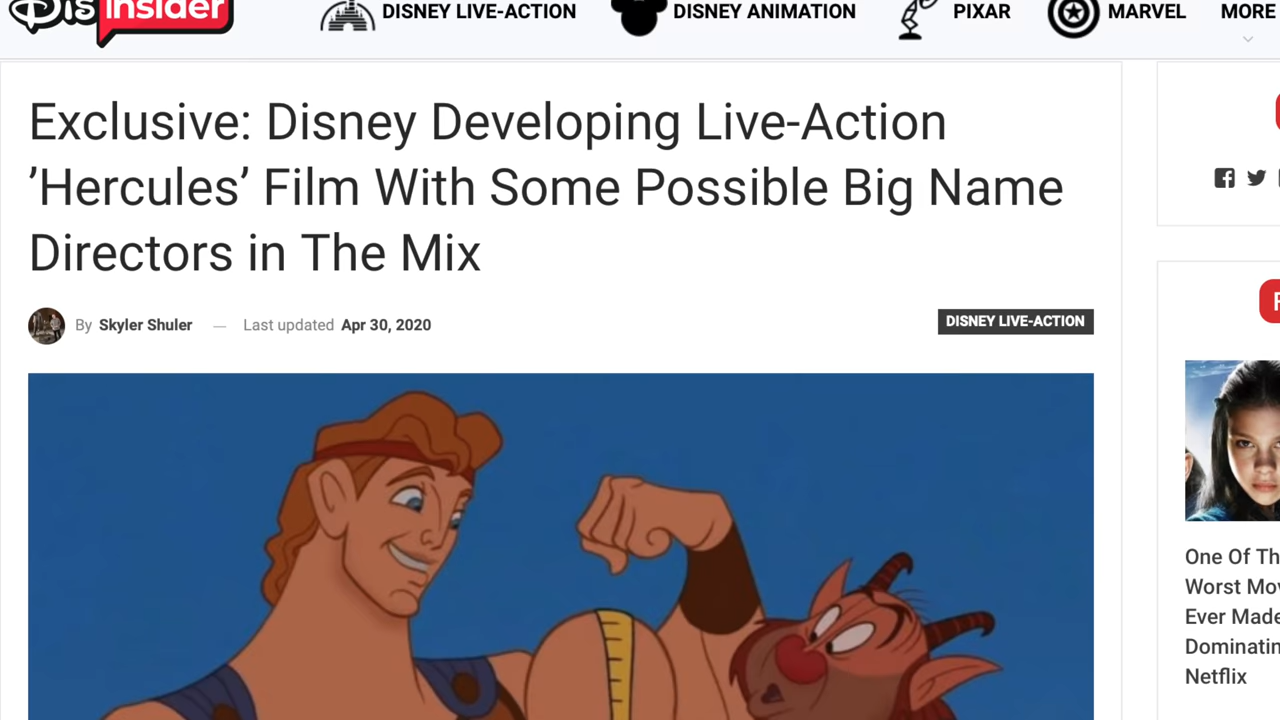 Dis Insider
DISNEY LIVE-ACTION
DISNEY ANIMATION
PIXAR
MARVEL
MORE
Exclusive: Disney Developing Live-Action
’Hercules’ Film With Some Possible Big Name
Directors in The Mix
By Skyler Shuler — Last updated Apr 30, 2020
DISNEY LIVE-ACTION
One Of Th
Worst Mov
Ever Made
Dominatin
Netflix